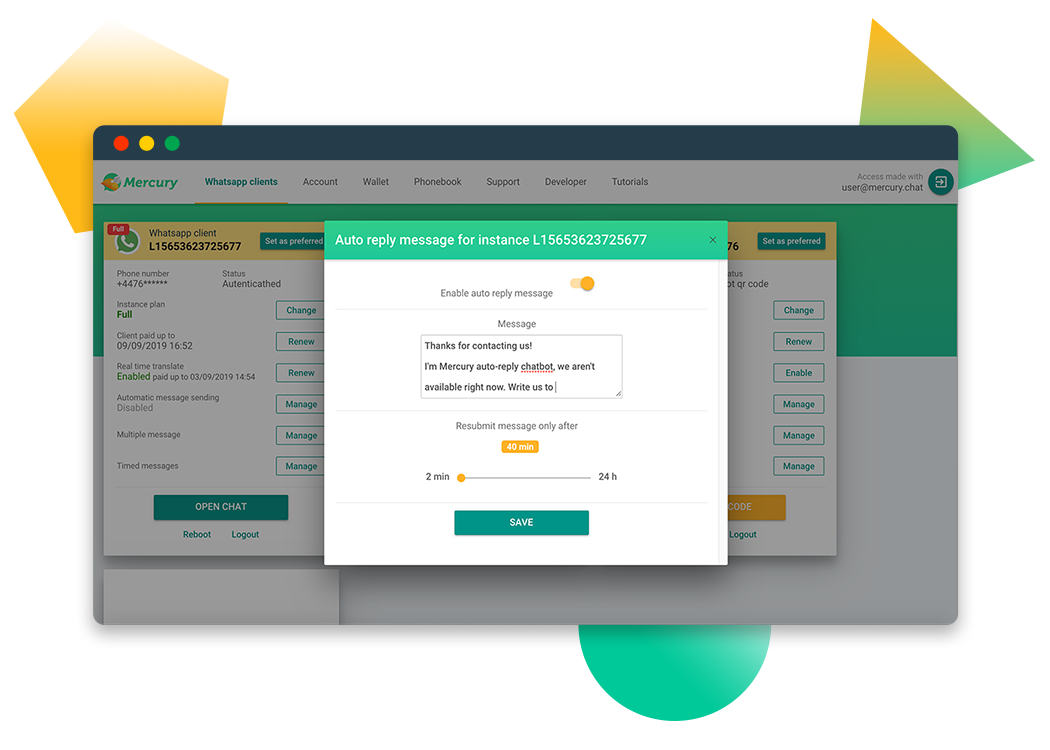 Mercury
Whatsapp clients
Account
Wallet
Phonebook
Support
Developer
Tutorials
Access made with
user@mercury.chat
Full
Whatsapp client
L15653623725677
Set as preferred
Phone number
+4476******
Status
Autenticathed
Instance plan
Full
Change
Client paid up to
09/09/2019 16:52
Renew
Real time translate
Enabled paid up to 03/09/2019 14:54
Renew
Automatic message sending
Disabled
Manage
Multiple message
Manage
Timed messages
Manage
OPEN CHAT
Reboot
Logout
Auto reply message for instance L15653623725677
×
Enable auto reply message
Message
Thanks for contacting us!
I'm Mercury auto-reply chatbot, we aren't
available right now. Write us to
Resubmit message only after
40 min
2 min
24 h
SAVE
76
Set as preferred
qr code
Change
Renew
Enable
Manage
Manage
Manage
CODE
Logout